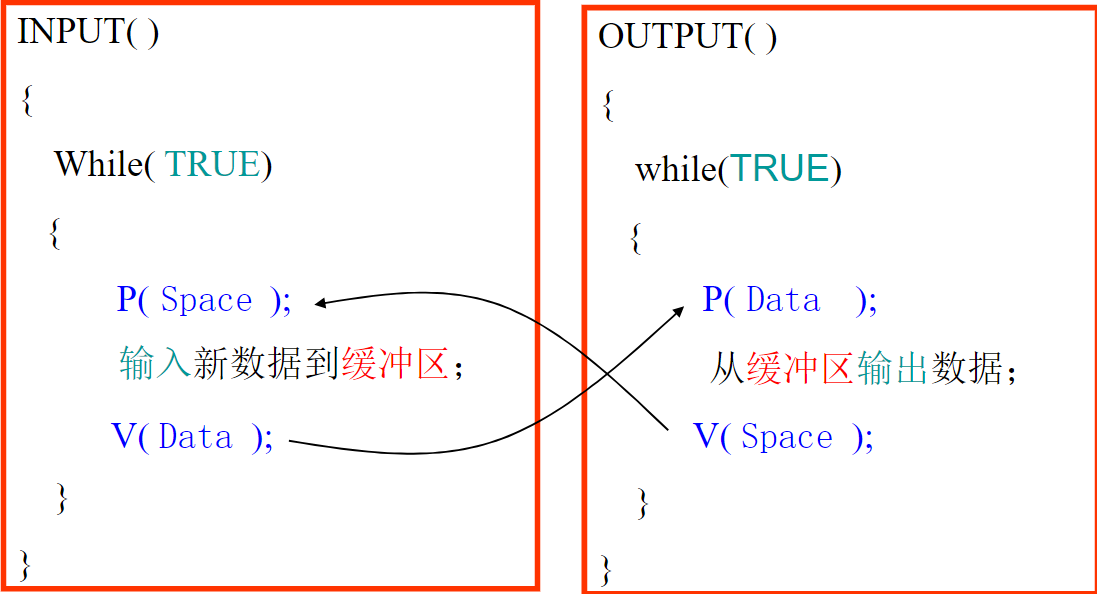 INPUT( )
{
While( TRUE)
{
P( Space );
输入新数据到缓冲区；
V( Data );
}
}
OUTPUT( )
{
while(TRUE)
{
P( Data );
从缓冲区输出数据；
V( Space );
}
}